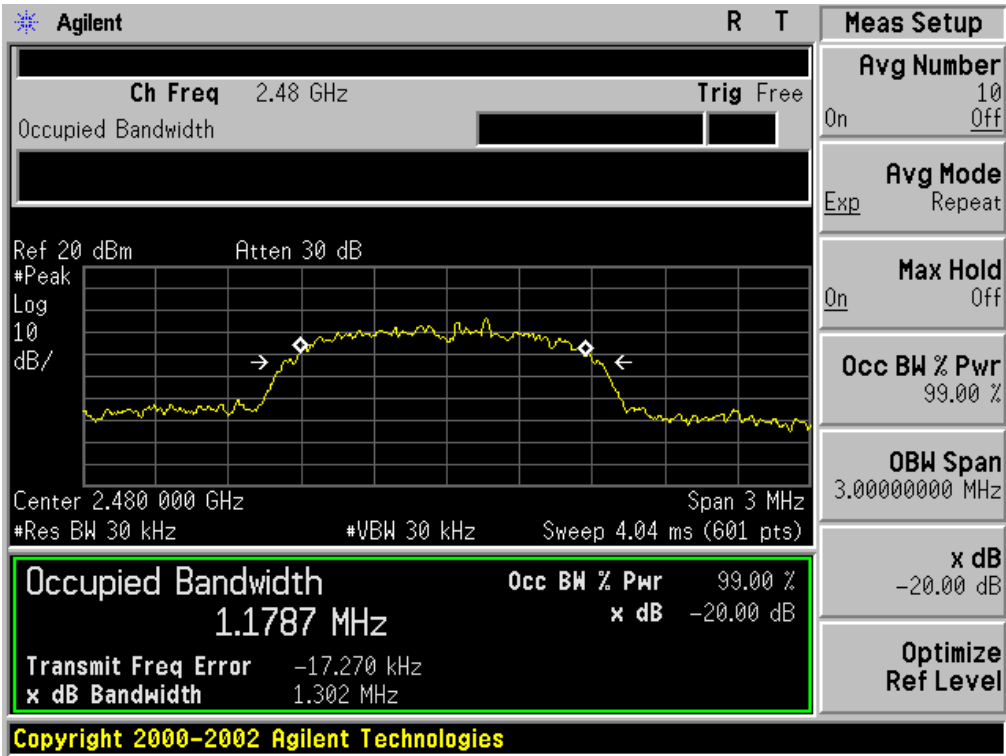 Agilent R T
Ch Freq 2.48 GHz Trig Free
Occupied Bandwidth
Ref 20 dBm Atten 30 dB
#Peak
Log
10
dB/
Center 2.480 000 GHz Span 3 MHz
#Res BW 30 kHz #VBW 30 kHz Sweep 4.04 ms (601 pts)
Occupied Bandwidth
1.1787 MHz
Occ BW % Pwr 99.00 %
x dB -20.00 dB
Transmit Freq Error -17.270 kHz
x dB Bandwidth 1.302 MHz
Copyright 2000-2002 Agilent Technologies
Meas Setup
Avg Number
10
On Off
Avg Mode
Exp Repeat
Max Hold
On Off
Occ BW % Pwr
99.00 %
OBW Span
3.00000000 MHz
x dB
-20.00 dB
Optimize
Ref Level